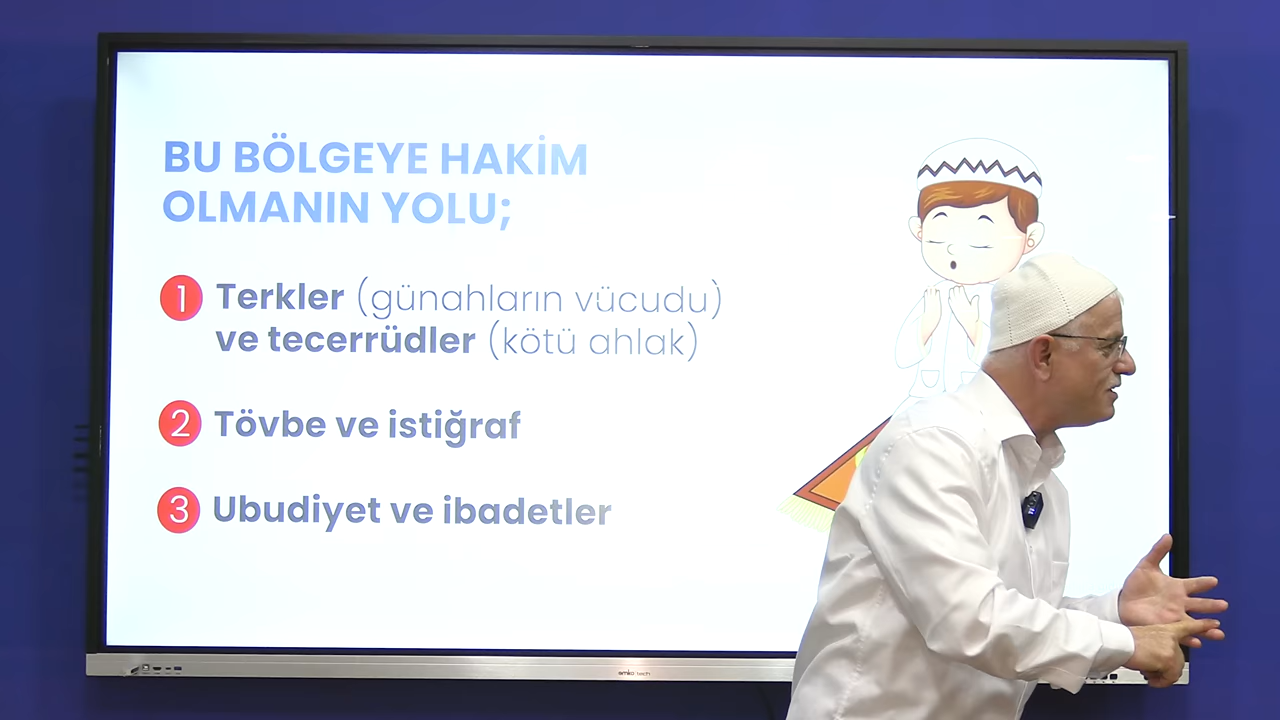 BU BÖLGEYE HAKİM
OLMANIN YOLU;
1 Terkler (günahların vücudu)
ve tecerrüdler (kötü ahlak)
2 Tövbe ve istiğraf
3 Ubudiyet ve ibadetler